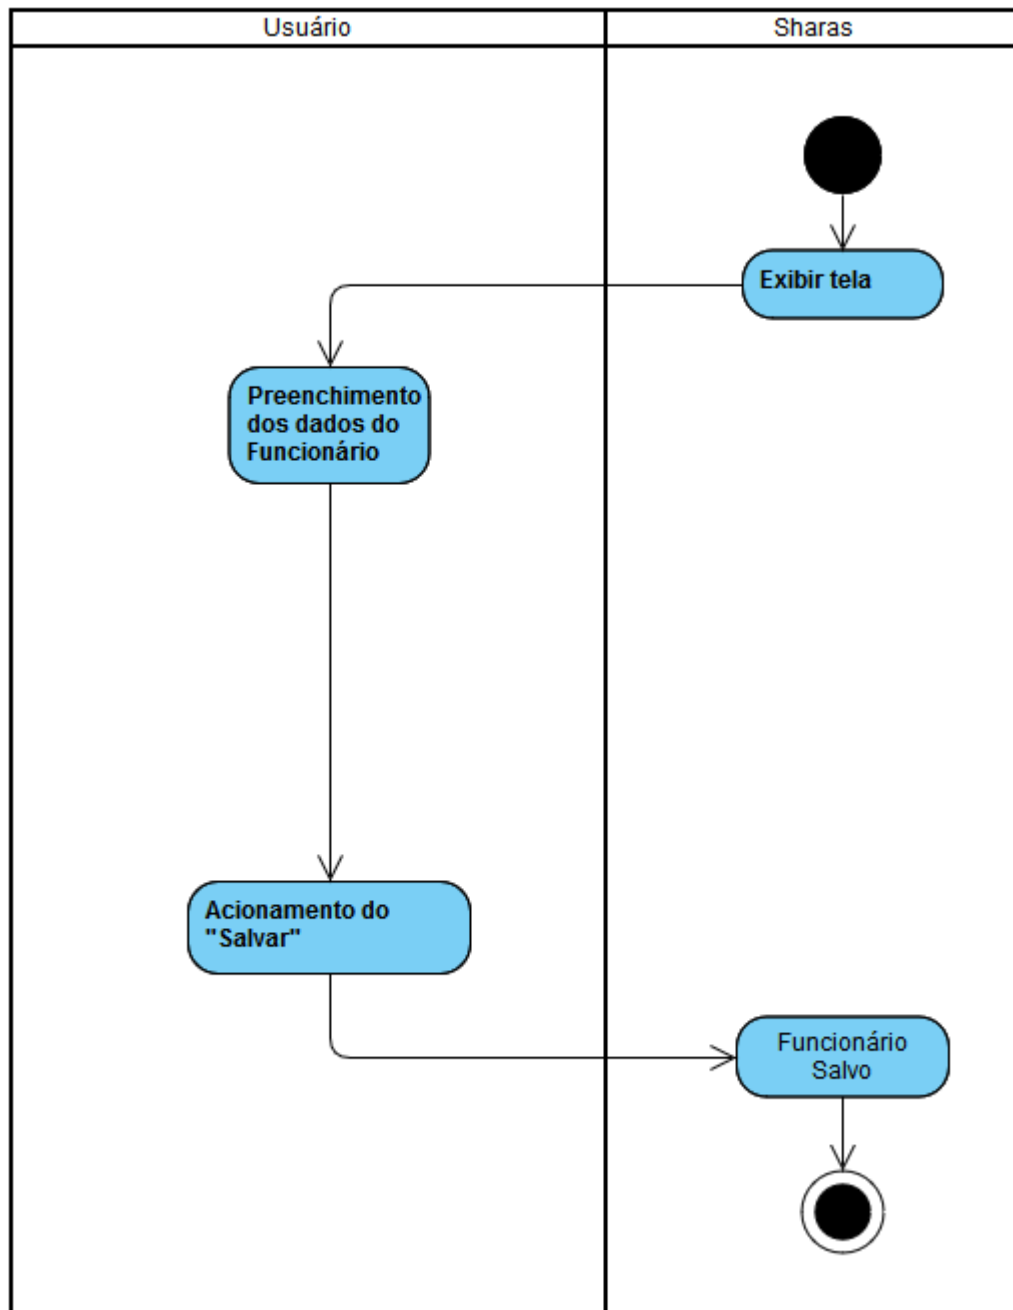 Usuário
Sharas
Exibir tela
Preenchimento
dos dados do
Funcionário
Acionamento do
"Salvar"
Funcionário
Salvo